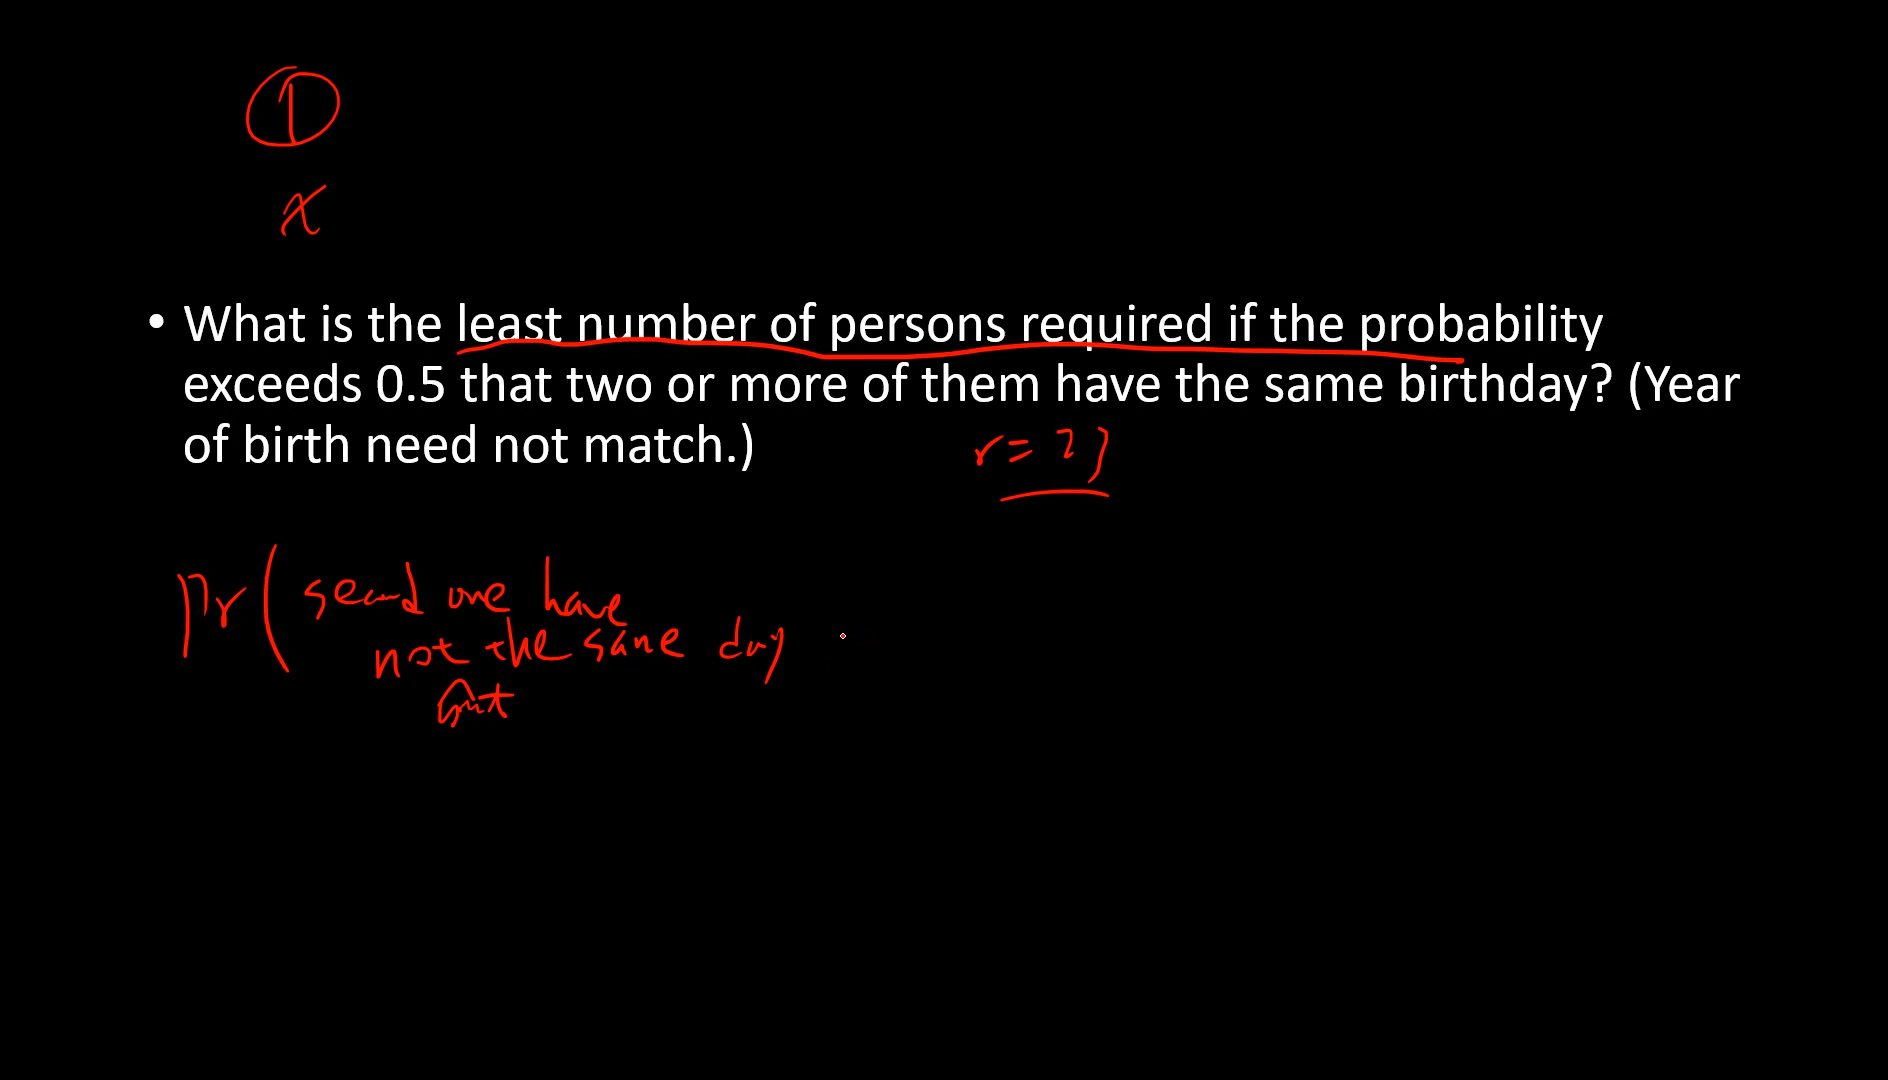 1
x
• What is the least number of persons required if the probability
exceeds 0.5 that two or more of them have the same birthday? (Year
of birth need not match.)
r = 23
Pr( second one have
not the same day